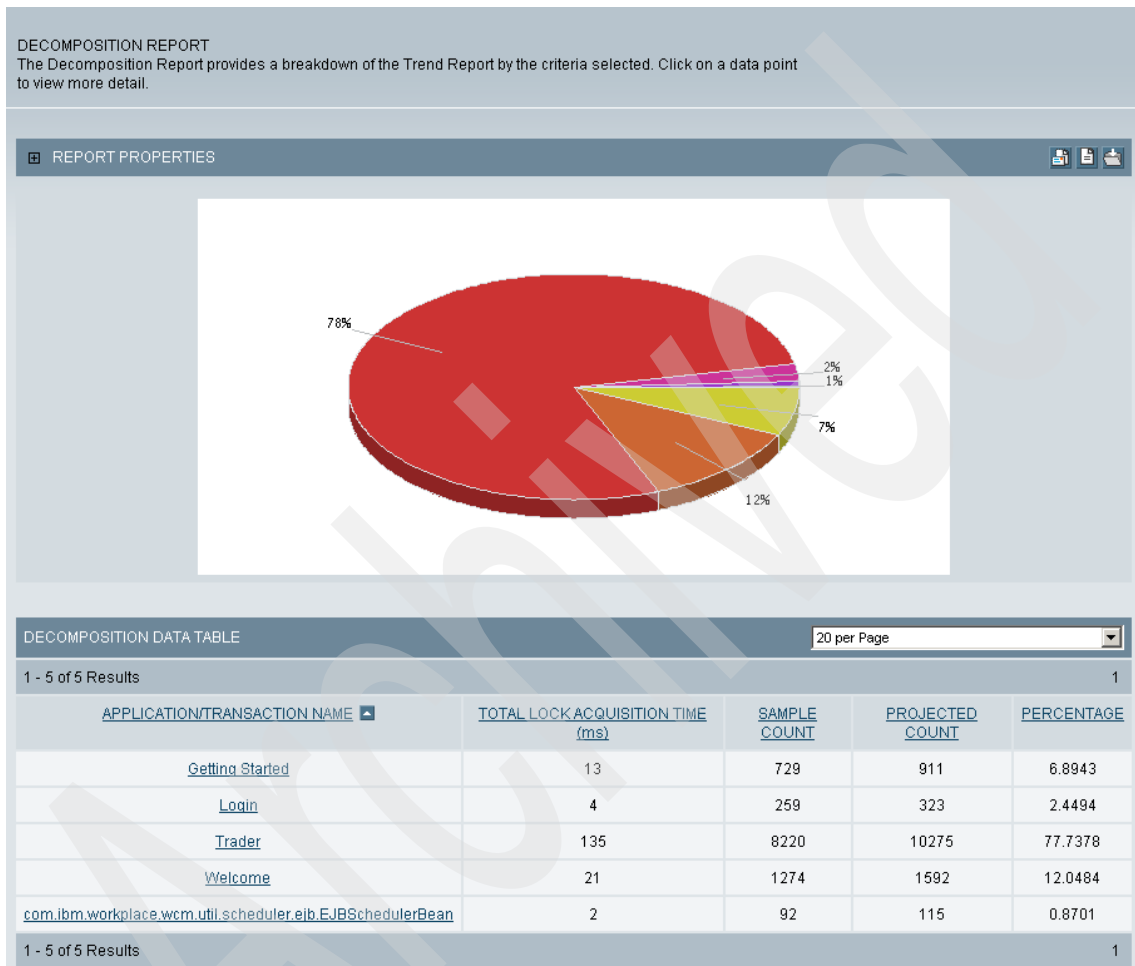 DECOMPOSITION REPORT
The Decomposition Report provides a breakdown of the Trend Report by the criteria selected. Click on a data point
to view more detail.
REPORT PROPERTIES
78%
2%
1%
7%
12%
DECOMPOSITION DATA TABLE
20 per Page
1 - 5 of 5 Results 1
APPLICATION/TRANSACTION NAME TOTAL LOCK ACQUISITION TIME (ms) SAMPLE COUNT PROJECTED COUNT PERCENTAGE
Getting Started 13 729 911 6.8943
Login 4 259 323 2.4494
Trader 135 8220 10275 77.7378
Welcome 21 1274 1592 12.0484
com.ibm.workplace.wcm.util.scheduler.ejb.EJBSchedulerBean 2 92 115 0.8701
1 - 5 of 5 Results 1
Archived